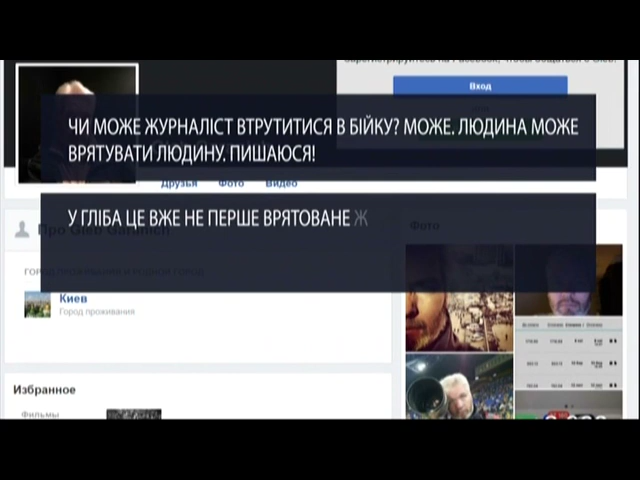 Вход
ЧИ МОЖЕ ЖУРНАЛІСТ ВТРУТИТИСЯ В БІЙКУ? МОЖЕ. ЛЮДИНА МОЖЕ
ВРЯТУВАТИ ЛЮДИНУ. ПИШАЮСЯ!
Друзья Фото Видео
У ГЛІБА ЦЕ ВЖЕ НЕ ПЕРШЕ ВРЯТОВАНЕ Ж
Фото
Киев
Город проживания
Избранное
Фильмы